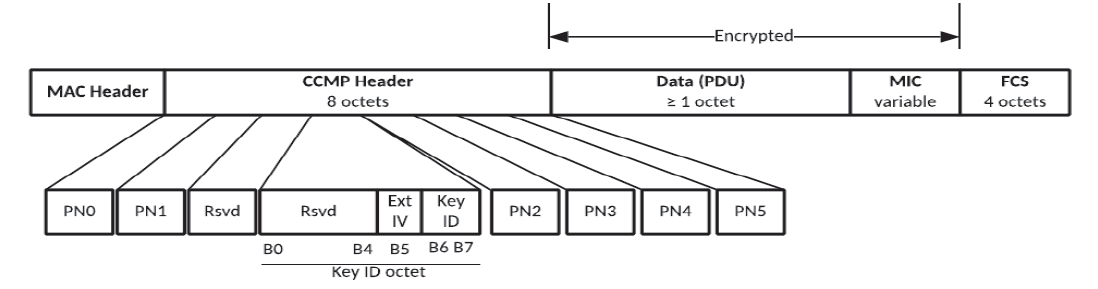 Encrypted
MAC Header
CCMP Header
8 octets
Data (PDU)
≥ 1 octet
MIC
variable
FCS
4 octets
PN0
PN1
Rsvd
Rsvd
Ext
IV
Key
ID
PN2
PN3
PN4
PN5
B0
B4
B5
B6 B7
Key ID octet